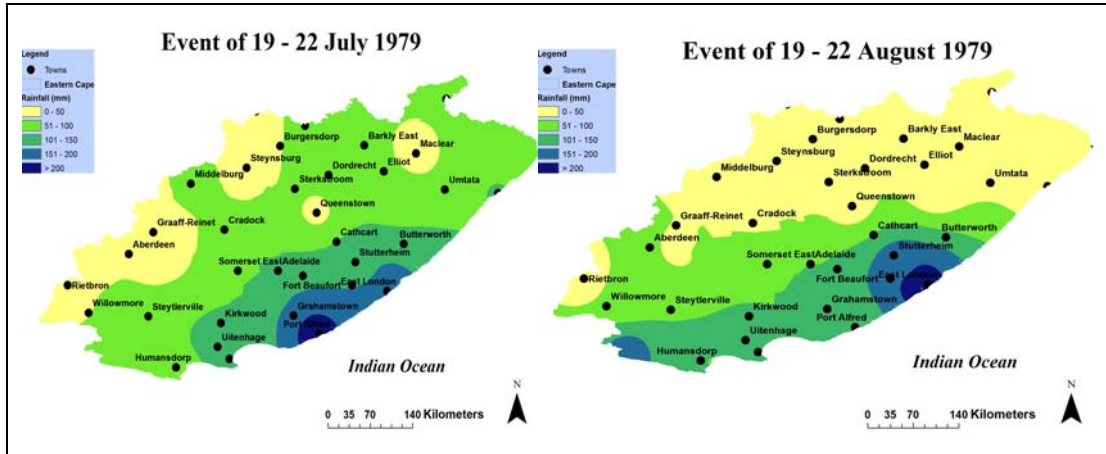 Event of 19 - 22 July 1979
Legend
Towns
Eastern Cape
Rainfall (mm)
0 - 50
51 - 100
101 - 150
151 - 200
> 200
Burgersdorp
Barkly East
Maclear
Steynsburg
Dordrecht
Elliot
Middelburg
Sterkstroom
Umtata
Queenstown
Graaff-Reinet
Cradock
Aberdeen
Cathcart
Butterworth
Stutterheim
Somerset East
Adelaide
Rietbron
Fort Beaufort
East London
Willowmore
Steytlerville
Grahamstown
Kirkwood
Port Alfred
Uitenhage
Humansdorp
Indian Ocean
N
0 35 70 140 Kilometers
Event of 19 - 22 August 1979
Legend
Towns
Eastern Cape
Rainfall (mm)
0 - 50
51 - 100
101 - 150
151 - 200
> 200
Burgersdorp
Barkly East
Maclear
Steynsburg
Dordrecht
Elliot
Middelburg
Sterkstroom
Umtata
Queenstown
Graaff-Reinet
Cradock
Aberdeen
Cathcart
Butterworth
Stutterheim
Somerset East
Adelaide
Rietbron
Fort Beaufort
East London
Willowmore
Steytlerville
Grahamstown
Kirkwood
Port Alfred
Uitenhage
Humansdorp
Indian Ocean
N
0 35 70 140 Kilometers